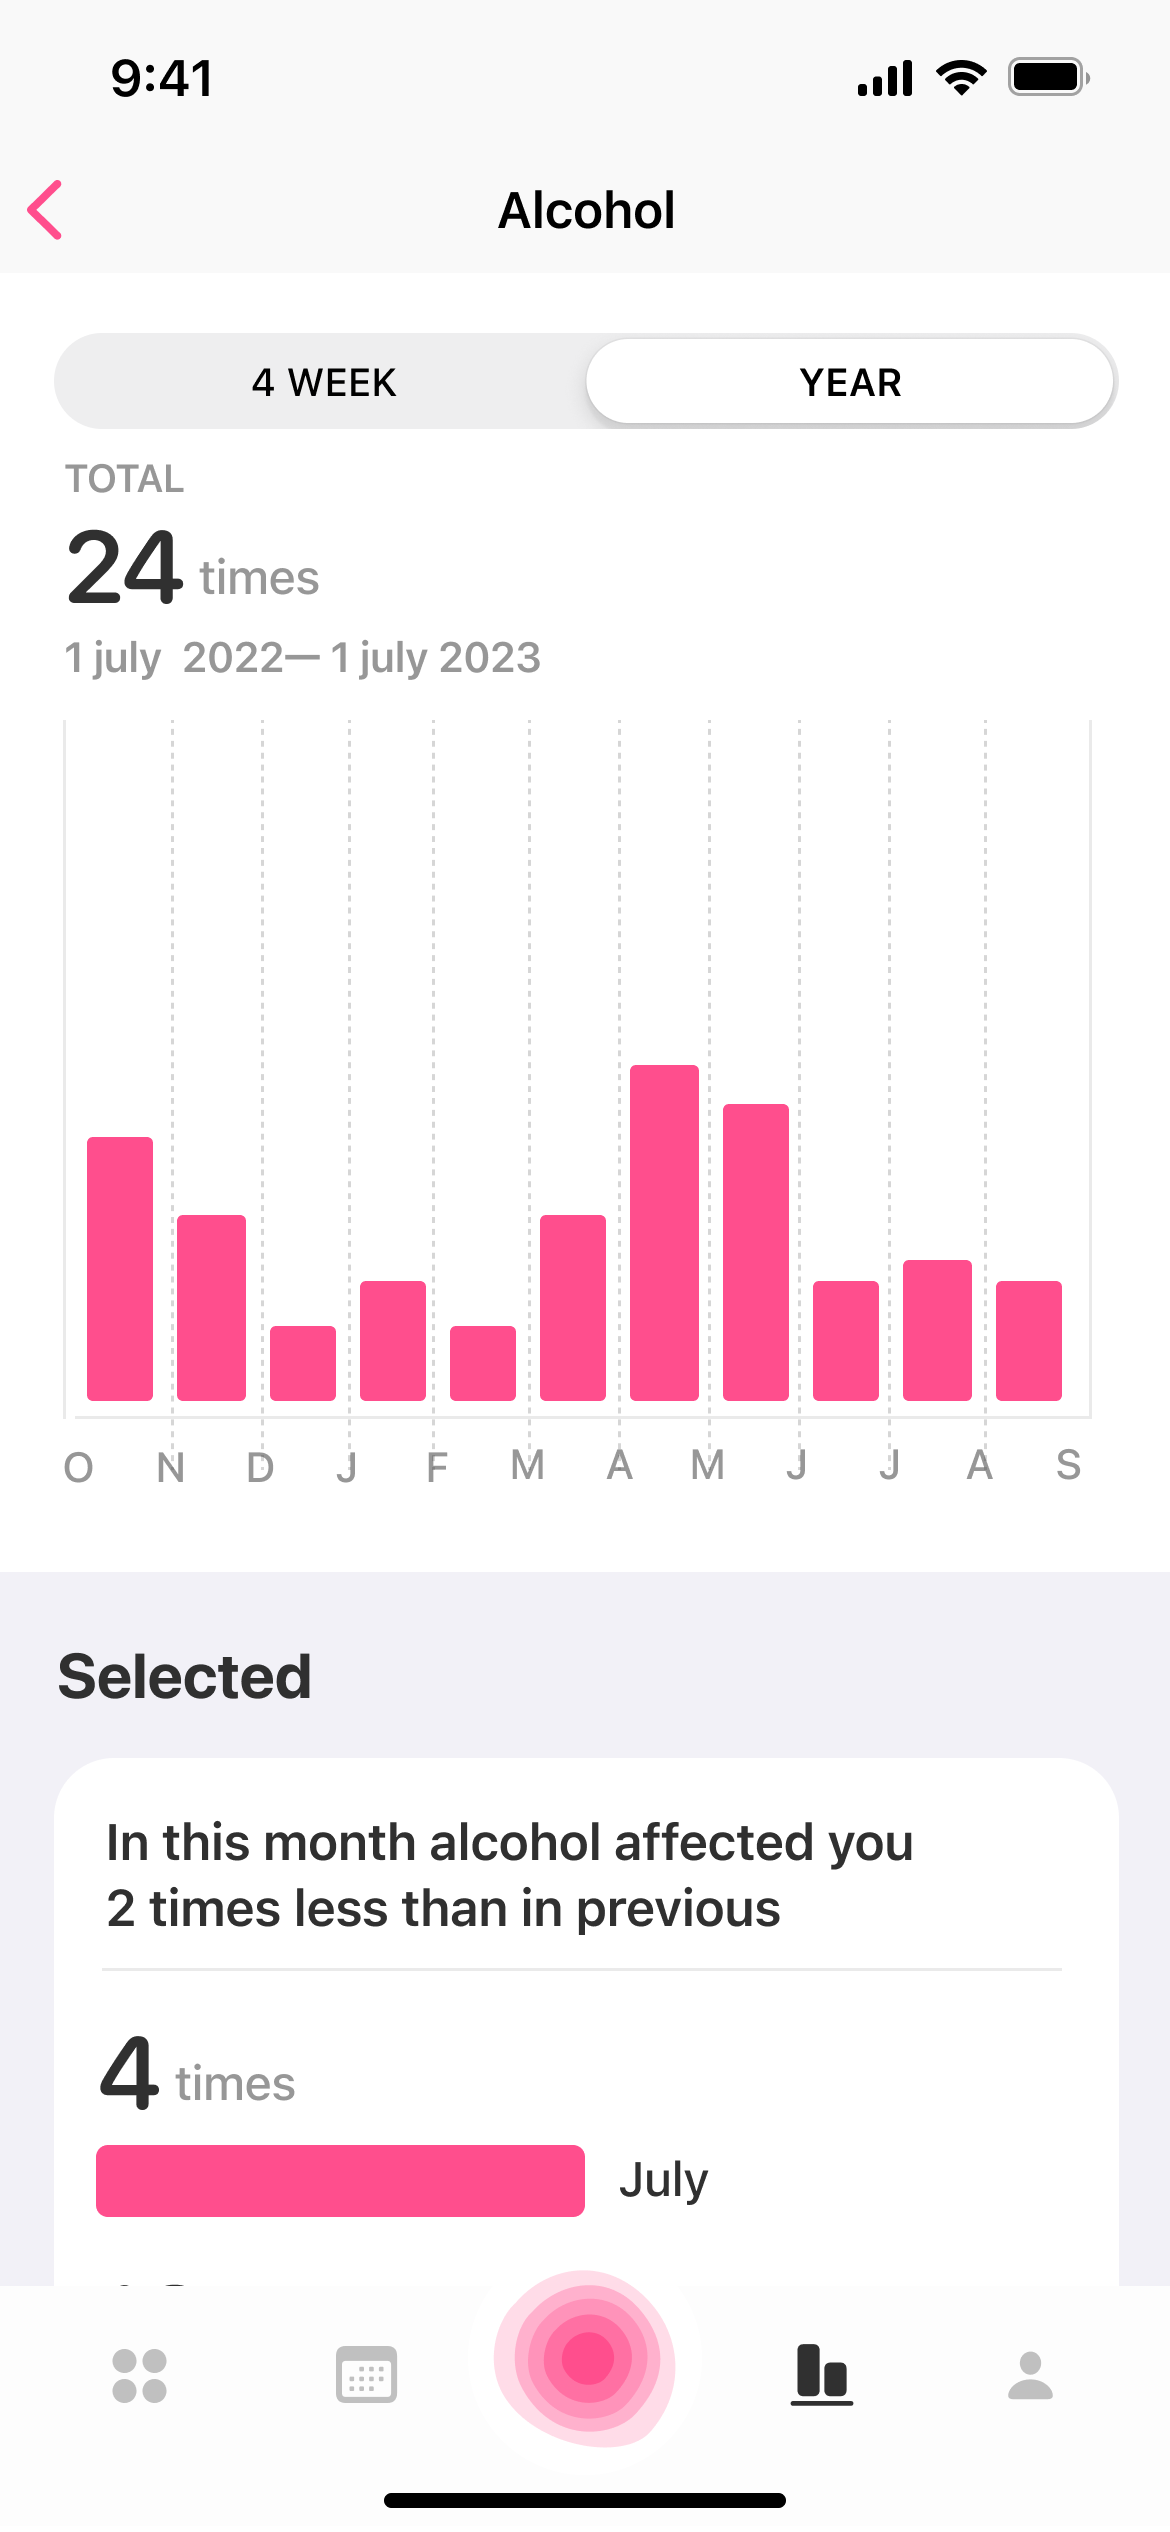 9:41
Alcohol
4 WEEK YEAR
TOTAL
24 times
1 july 2022— 1 july 2023
O N D J F M A M J J A S
Selected
In this month alcohol affected you
2 times less than in previous
4 times
July